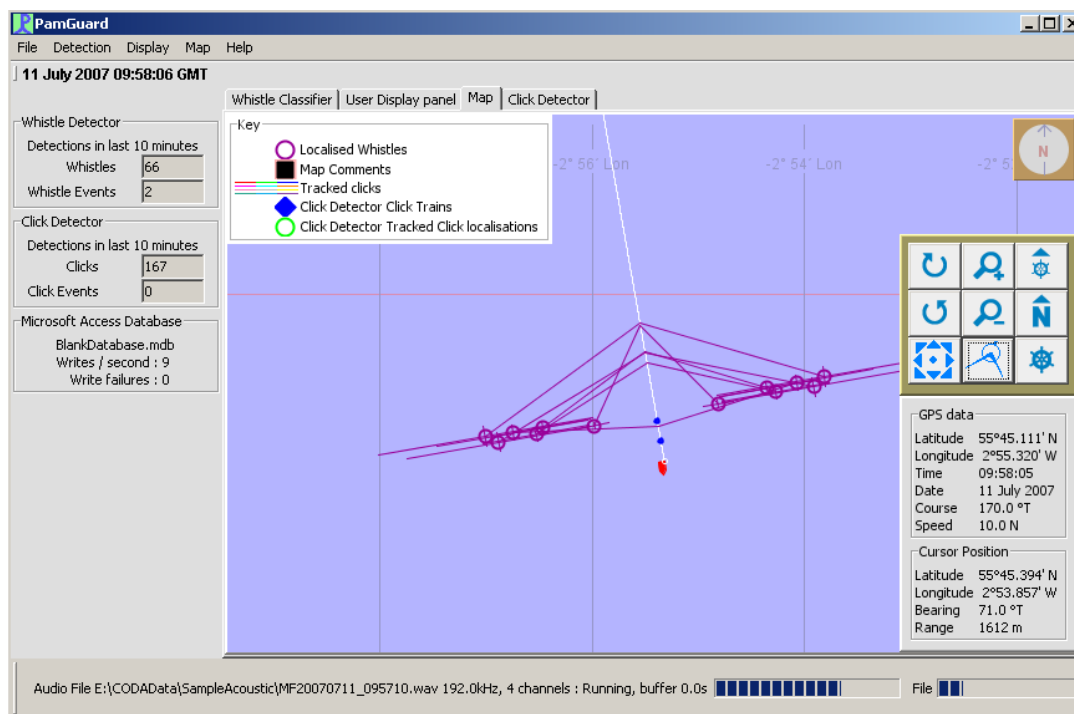 PamGuard
File Detection Display Map Help
11 July 2007 09:58:06 GMT
Whistle Classifier User Display panel Map Click Detector
Whistle Detector
Detections in last 10 minutes
Whistles 66
Whistle Events 2
Click Detector
Detections in last 10 minutes
Clicks 167
Click Events 0
Microsoft Access Database
BlankDatabase.mdb
Writes / second : 9
Write failures : 0
Key
Localised Whistles
Map Comments
Tracked clicks
Click Detector Click Trains
Click Detector Tracked Click localisations
-2° 56' Lon
-2° 54' Lon
N
N
GPS data
Latitude 55°45.111' N
Longitude 2°55.320' W
Time 09:58:05
Date 11 July 2007
Course 170.0 °T
Speed 10.0 N
Cursor Position
Latitude 55°45.394' N
Longitude 2°53.857' W
Bearing 71.0 °T
Range 1612 m
Audio File E:\CODAData\SampleAcoustic\MF20070711_095710.wav 192.0kHz, 4 channels : Running, buffer 0.0s
File